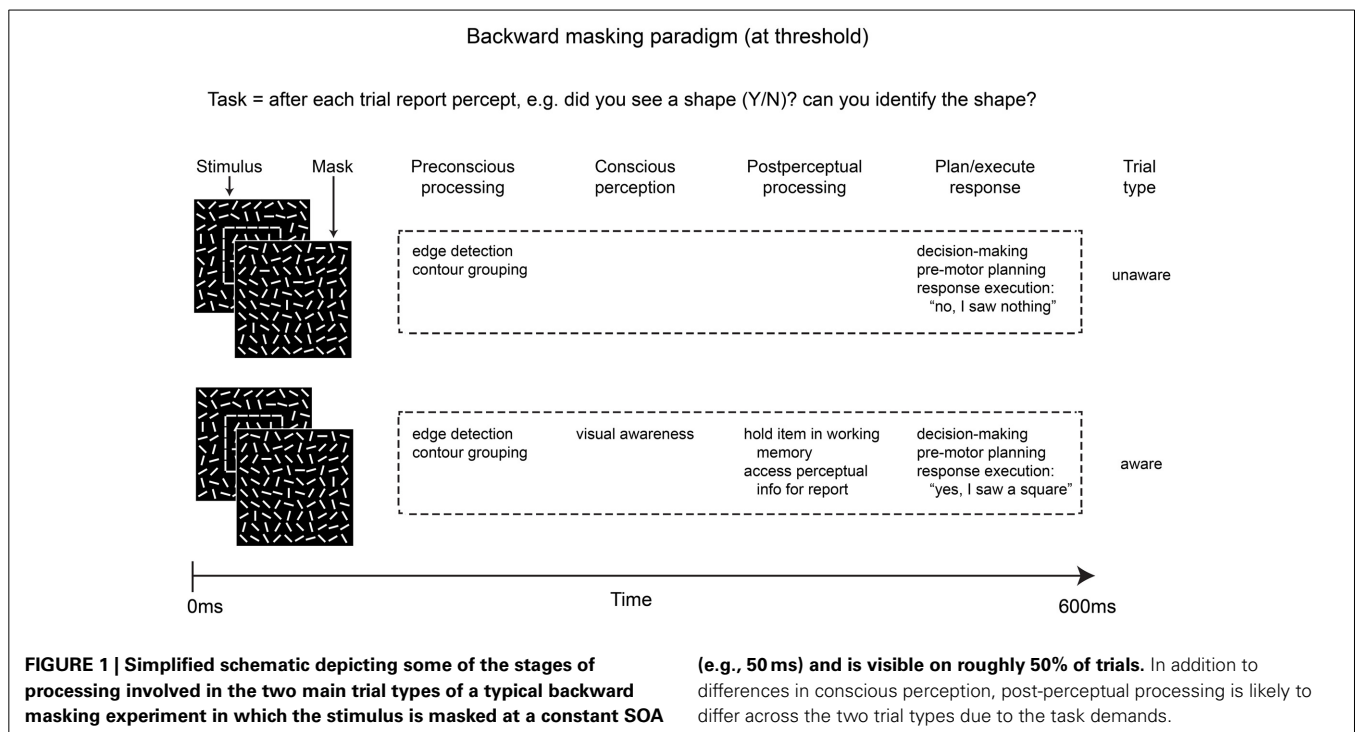 Backward masking paradigm (at threshold)
Task = after each trial report percept, e.g. did you see a shape (Y/N)? can you identify the shape?
Stimulus
Mask
Preconscious
processing
Conscious
perception
Postperceptual
processing
Plan/execute
response
Trial
type
edge detection
contour grouping
decision-making
pre-motor planning
response execution:
"no, I saw nothing"
unaware
edge detection
contour grouping
visual awareness
hold item in working
memory
access perceptual
info for report
decision-making
pre-motor planning
response execution:
"yes, I saw a square"
aware
0ms
Time
600ms
FIGURE 1 | Simplified schematic depicting some of the stages of
processing involved in the two main trial types of a typical backward
masking experiment in which the stimulus is masked at a constant SOA
(e.g., 50 ms) and is visible on roughly 50% of trials. In addition to
differences in conscious perception, post-perceptual processing is likely to
differ across the two trial types due to the task demands.